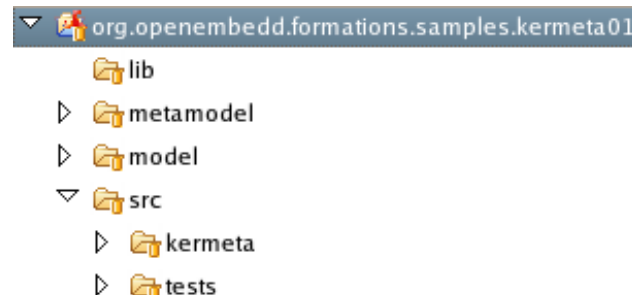 org.openembedd.formations.samples.kermeta01
lib
metamodel
model
src
kermeta
tests